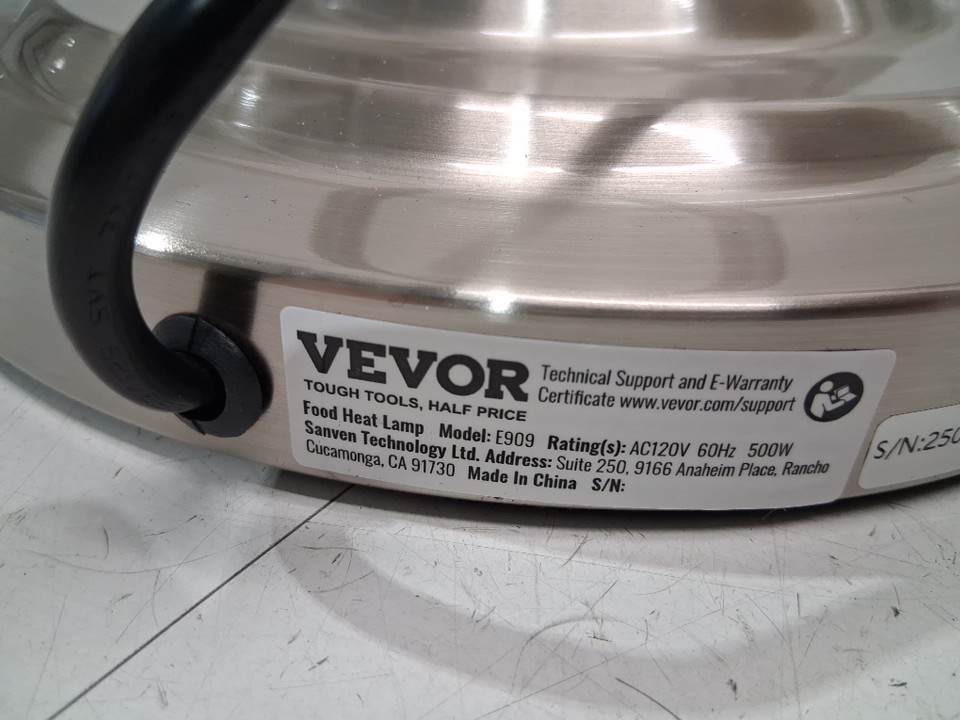 VEVOR
TOUGH TOOLS, HALF PRICE
Technical Support and E-Warranty
Certificate www.vevor.com/support
Food Heat Lamp Model: E909 Rating(s): AC120V 60Hz 500W
Sanven Technology Ltd. Address: Suite 250, 9166 Anaheim Place, Rancho
Cucamonga, CA 91730 Made In China S/N:
S/N:250